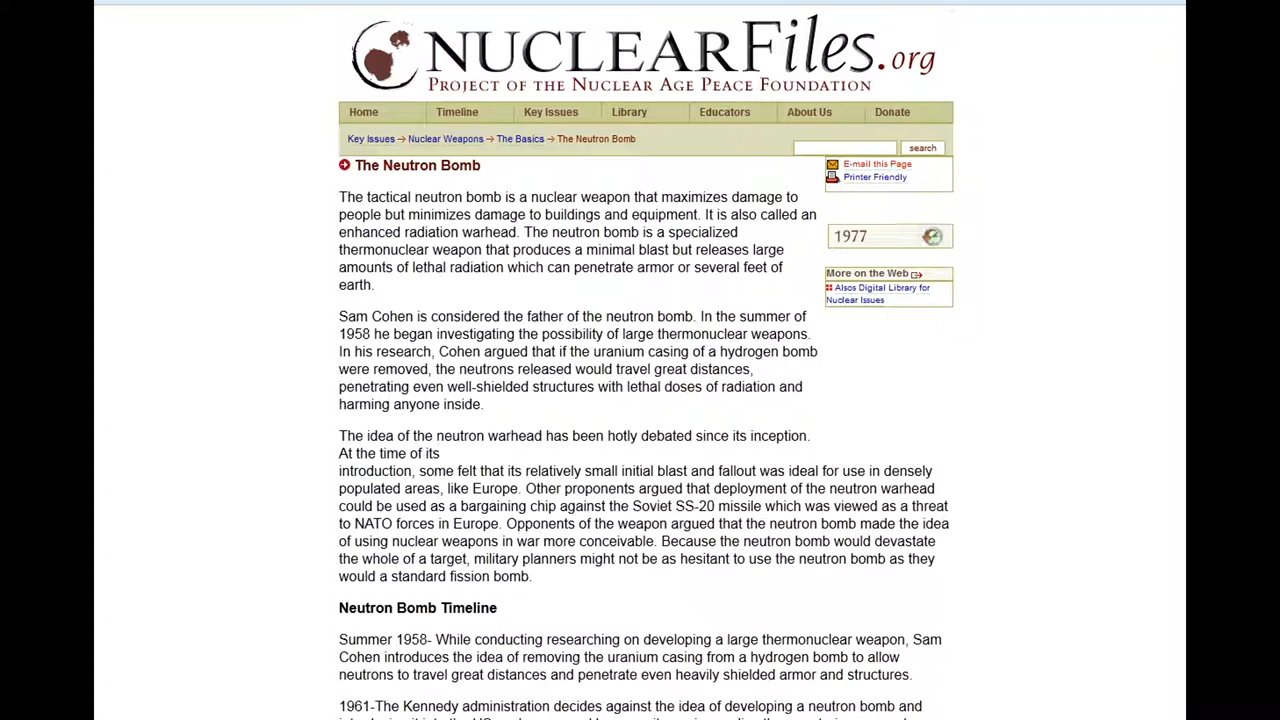 NUCLEARFiles.org
PROJECT OF THE NUCLEAR AGE PEACE FOUNDATION
Home Timeline Key Issues Library Educators About Us Donate
Key Issues Nuclear Weapons The Basics The Neutron Bomb
search
The Neutron Bomb
E-mail this Page
Printer Friendly
1977
More on the Web
Alsos Digital Library for
Nuclear Issues
The tactical neutron bomb is a nuclear weapon that maximizes damage to
people but minimizes damage to buildings and equipment. It is also called an
enhanced radiation warhead. The neutron bomb is a specialized
thermonuclear weapon that produces a minimal blast but releases large
amounts of lethal radiation which can penetrate armor or several feet of
earth.
Sam Cohen is considered the father of the neutron bomb. In the summer of
1958 he began investigating the possibility of large thermonuclear weapons.
In his research, Cohen argued that if the uranium casing of a hydrogen bomb
were removed, the neutrons released would travel great distances,
penetrating even well-shielded structures with lethal doses of radiation and
harming anyone inside.
The idea of the neutron warhead has been hotly debated since its inception.
At the time of its
introduction, some felt that its relatively small initial blast and fallout was ideal for use in densely
populated areas, like Europe. Other proponents argued that deployment of the neutron warhead
could be used as a bargaining chip against the Soviet SS-20 missile which was viewed as a threat
to NATO forces in Europe. Opponents of the weapon argued that the neutron bomb made the idea
of using nuclear weapons in war more conceivable. Because the neutron bomb would devastate
the whole of a target, military planners might not be as hesitant to use the neutron bomb as they
would a standard fission bomb.
Neutron Bomb Timeline
Summer 1958- While conducting researching on developing a large thermonuclear weapon, Sam
Cohen introduces the idea of removing the uranium casing from a hydrogen bomb to allow
neutrons to travel great distances and penetrate even heavily shielded armor and structures.
1961-The Kennedy administration decides against the idea of developing a neutron bomb and